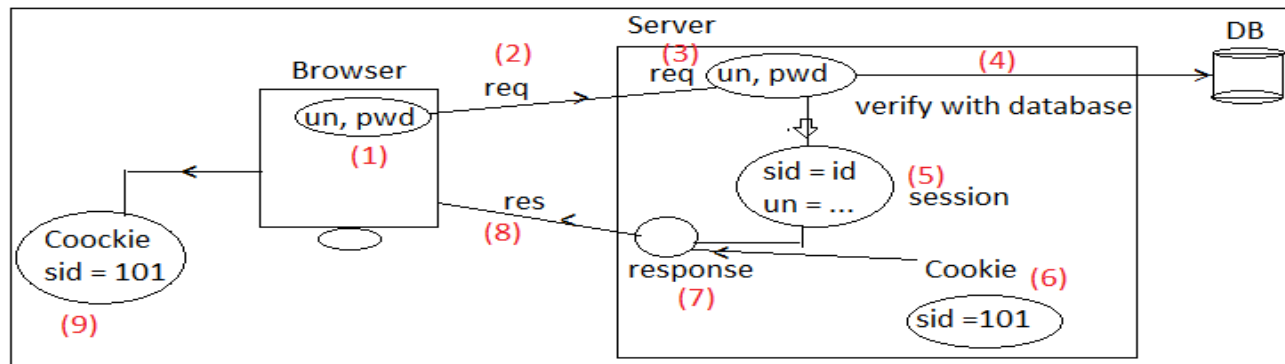 Server
DB
(2)
(3)
(4)
Browser
req
req
un, pwd
un, pwd
verify with database
(1)
sid = id
un = ...
(5)
session
res
(8)
Coockie
sid = 101
(9)
response
(7)
Cookie
(6)
sid =101